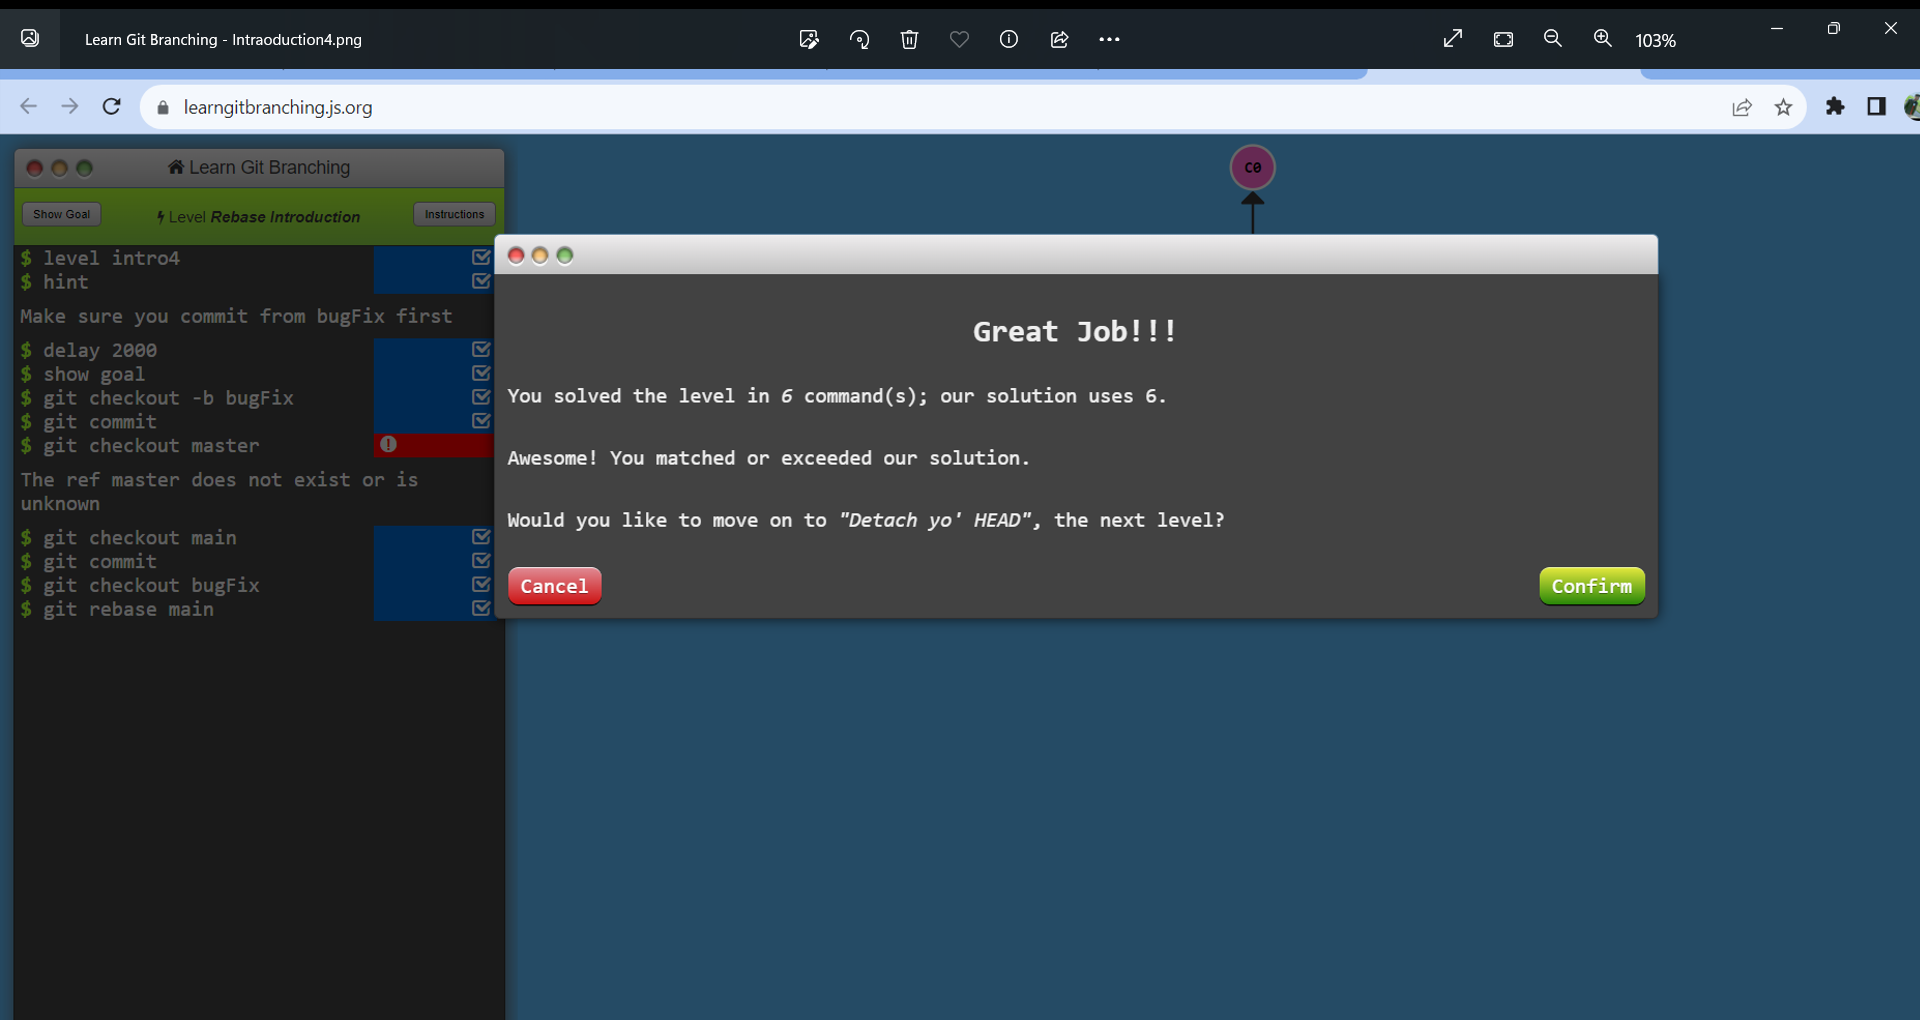 Learn Git Branching - Intraoduction4.png
103%
learngitbranching.js.org
Learn Git Branching
Show Goal
Level Rebase Introduction
Instructions
$ level intro4
$ hint
Make sure you commit from bugFix first
$ delay 2000
$ show goal
$ git checkout -b bugFix
$ git commit
$ git checkout master
The ref master does not exist or is
unknown
$ git checkout main
$ git commit
$ git checkout bugFix
$ git rebase main
C0
Great Job!!!
You solved the level in 6 command(s); our solution uses 6.
Awesome! You matched or exceeded our solution.
Would you like to move on to "Detach yo' HEAD", the next level?
Cancel
Confirm